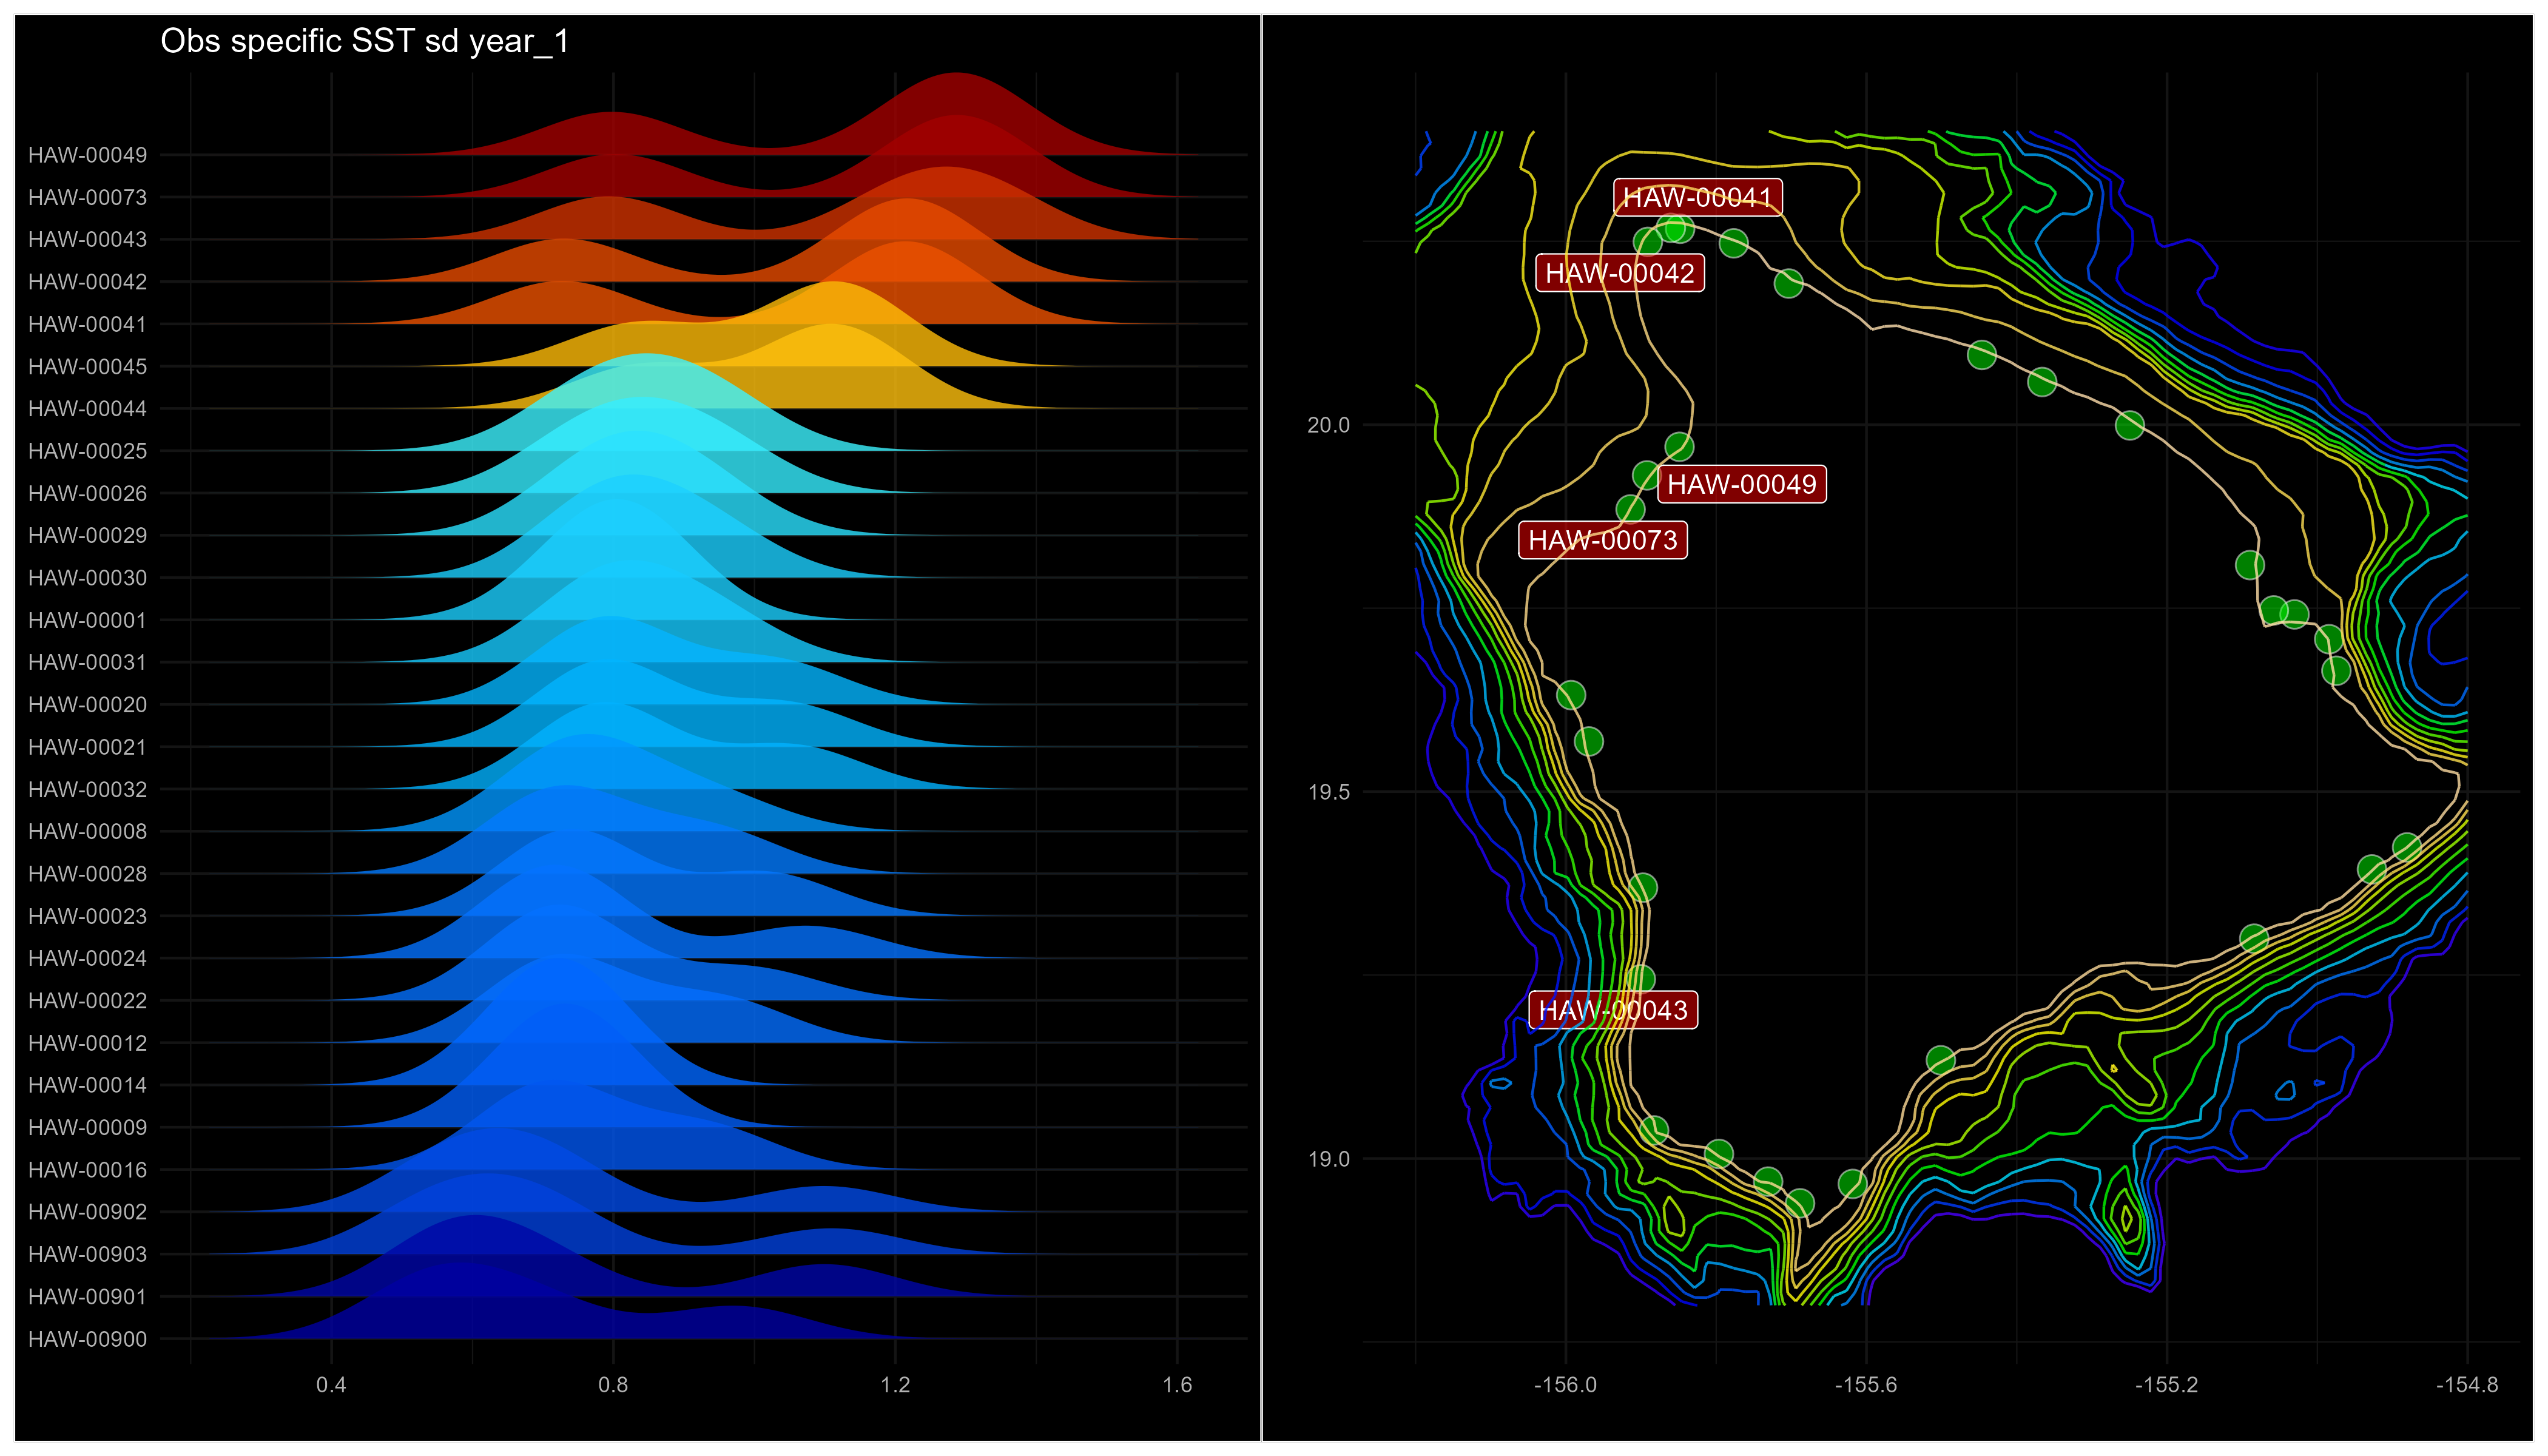 Obs specific SST sd year_1
HAW-00049
HAW-00073
HAW-00043
HAW-00042
HAW-00041
HAW-00045
HAW-00044
HAW-00025
HAW-00026
HAW-00029
HAW-00030
HAW-00001
HAW-00031
HAW-00020
HAW-00021
HAW-00032
HAW-00008
HAW-00028
HAW-00023
HAW-00024
HAW-00022
HAW-00012
HAW-00014
HAW-00009
HAW-00016
HAW-00902
HAW-00903
HAW-00901
HAW-00900
0.4 0.8 1.2 1.6
HAW-00041
HAW-00042
HAW-00049
HAW-00073
HAW-00043
20.0
19.5
19.0
-156.0 -155.6 -155.2 -154.8